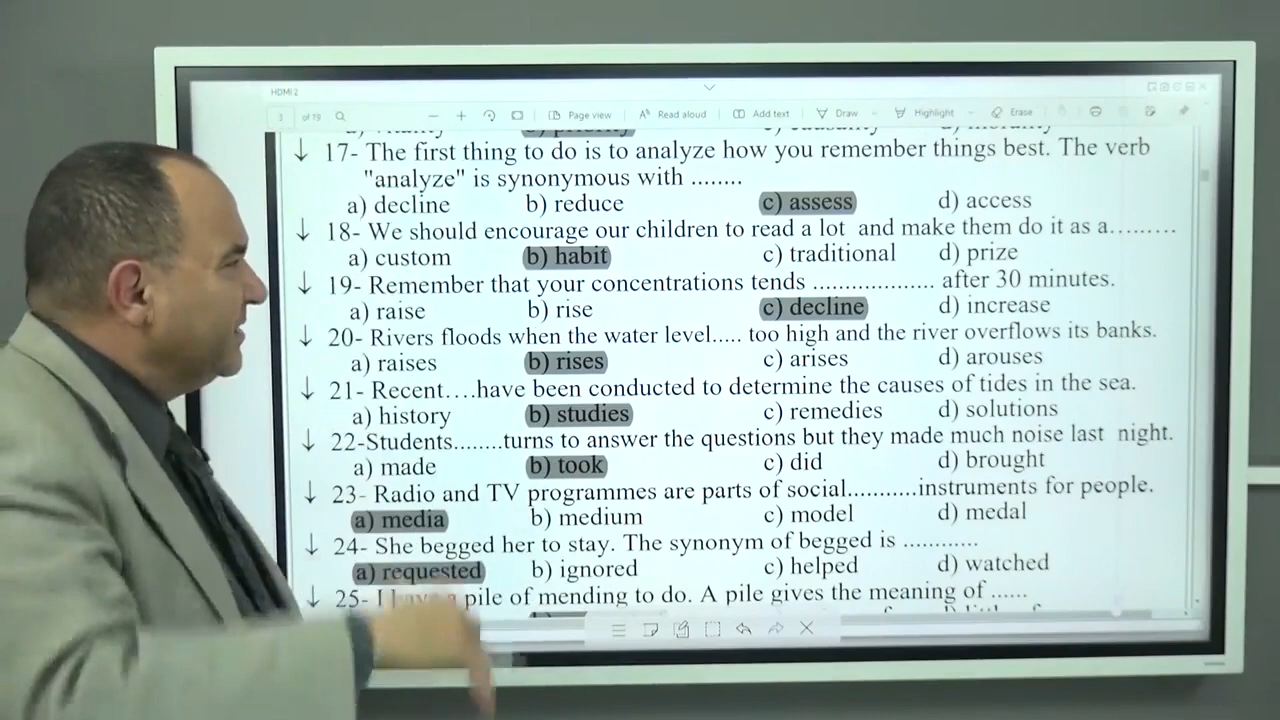 HDMI 2
of 19 Page view Read aloud Add text Draw Highlight Erase
b) priority
↓ 17- The first thing to do is to analyze how you remember things best. The verb
"analyze" is synonymous with ........
a) decline b) reduce c) assess d) access
↓ 18- We should encourage our children to read a lot and make them do it as a.........
a) custom b) habit c) traditional d) prize
↓ 19- Remember that your concentrations tends ................... after 30 minutes.
a) raise b) rise c) decline d) increase
↓ 20- Rivers floods when the water level..... too high and the river overflows its banks.
a) raises b) rises c) arises d) arouses
↓ 21- Recent….have been conducted to determine the causes of tides in the sea.
a) history b) studies c) remedies d) solutions
↓ 22-Students........turns to answer the questions but they made much noise last night.
a) made b) took c) did d) brought
↓ 23- Radio and TV programmes are parts of social...........instruments for people.
a) media b) medium c) model d) medal
↓ 24- She begged her to stay. The synonym of begged is ............
a) requested b) ignored c) helped d) watched
↓ 25- I have a pile of mending to do. A pile gives the meaning of ......